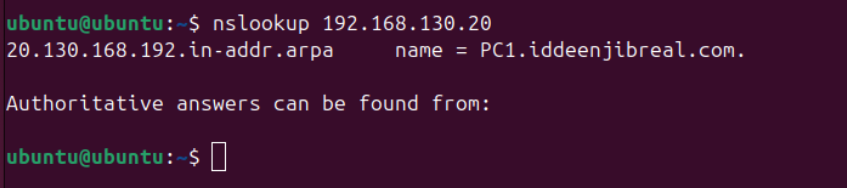 ubuntu@ubuntu:~$ nslookup 192.168.130.20
20.130.168.192.in-addr.arpa     name = PC1.iddeenjibreal.com.
Authoritative answers can be found from:
ubuntu@ubuntu:~$